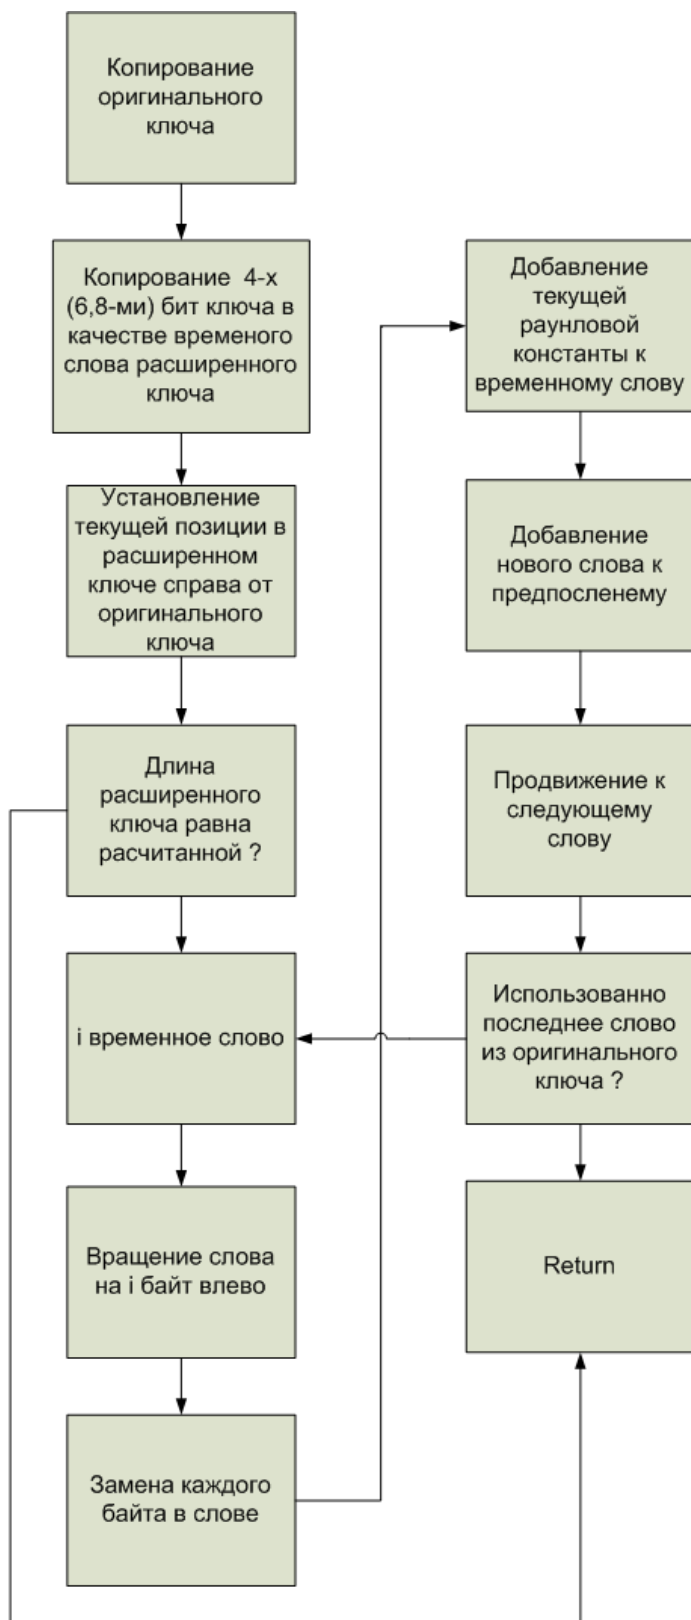 Копирование
оригинального
ключа
Копирование 4-х
(6,8-ми) бит ключа в
качестве временого
слова расширенного
ключа
Установление
текущей позиции в
расширенном
ключе справа от
оригинального
ключа
Длина
расширенного
ключа равна
расчитанной ?
i временное слово
Вращение слова
на i байт влево
Замена каждого
байта в слове
Добавление
текущей
раунловой
константы к
временному слову
Добавление
нового слова к
предпосленему
Продвижение к
следующему
слову
Использованно
последнее слово
из оригинального
ключа ?
Return